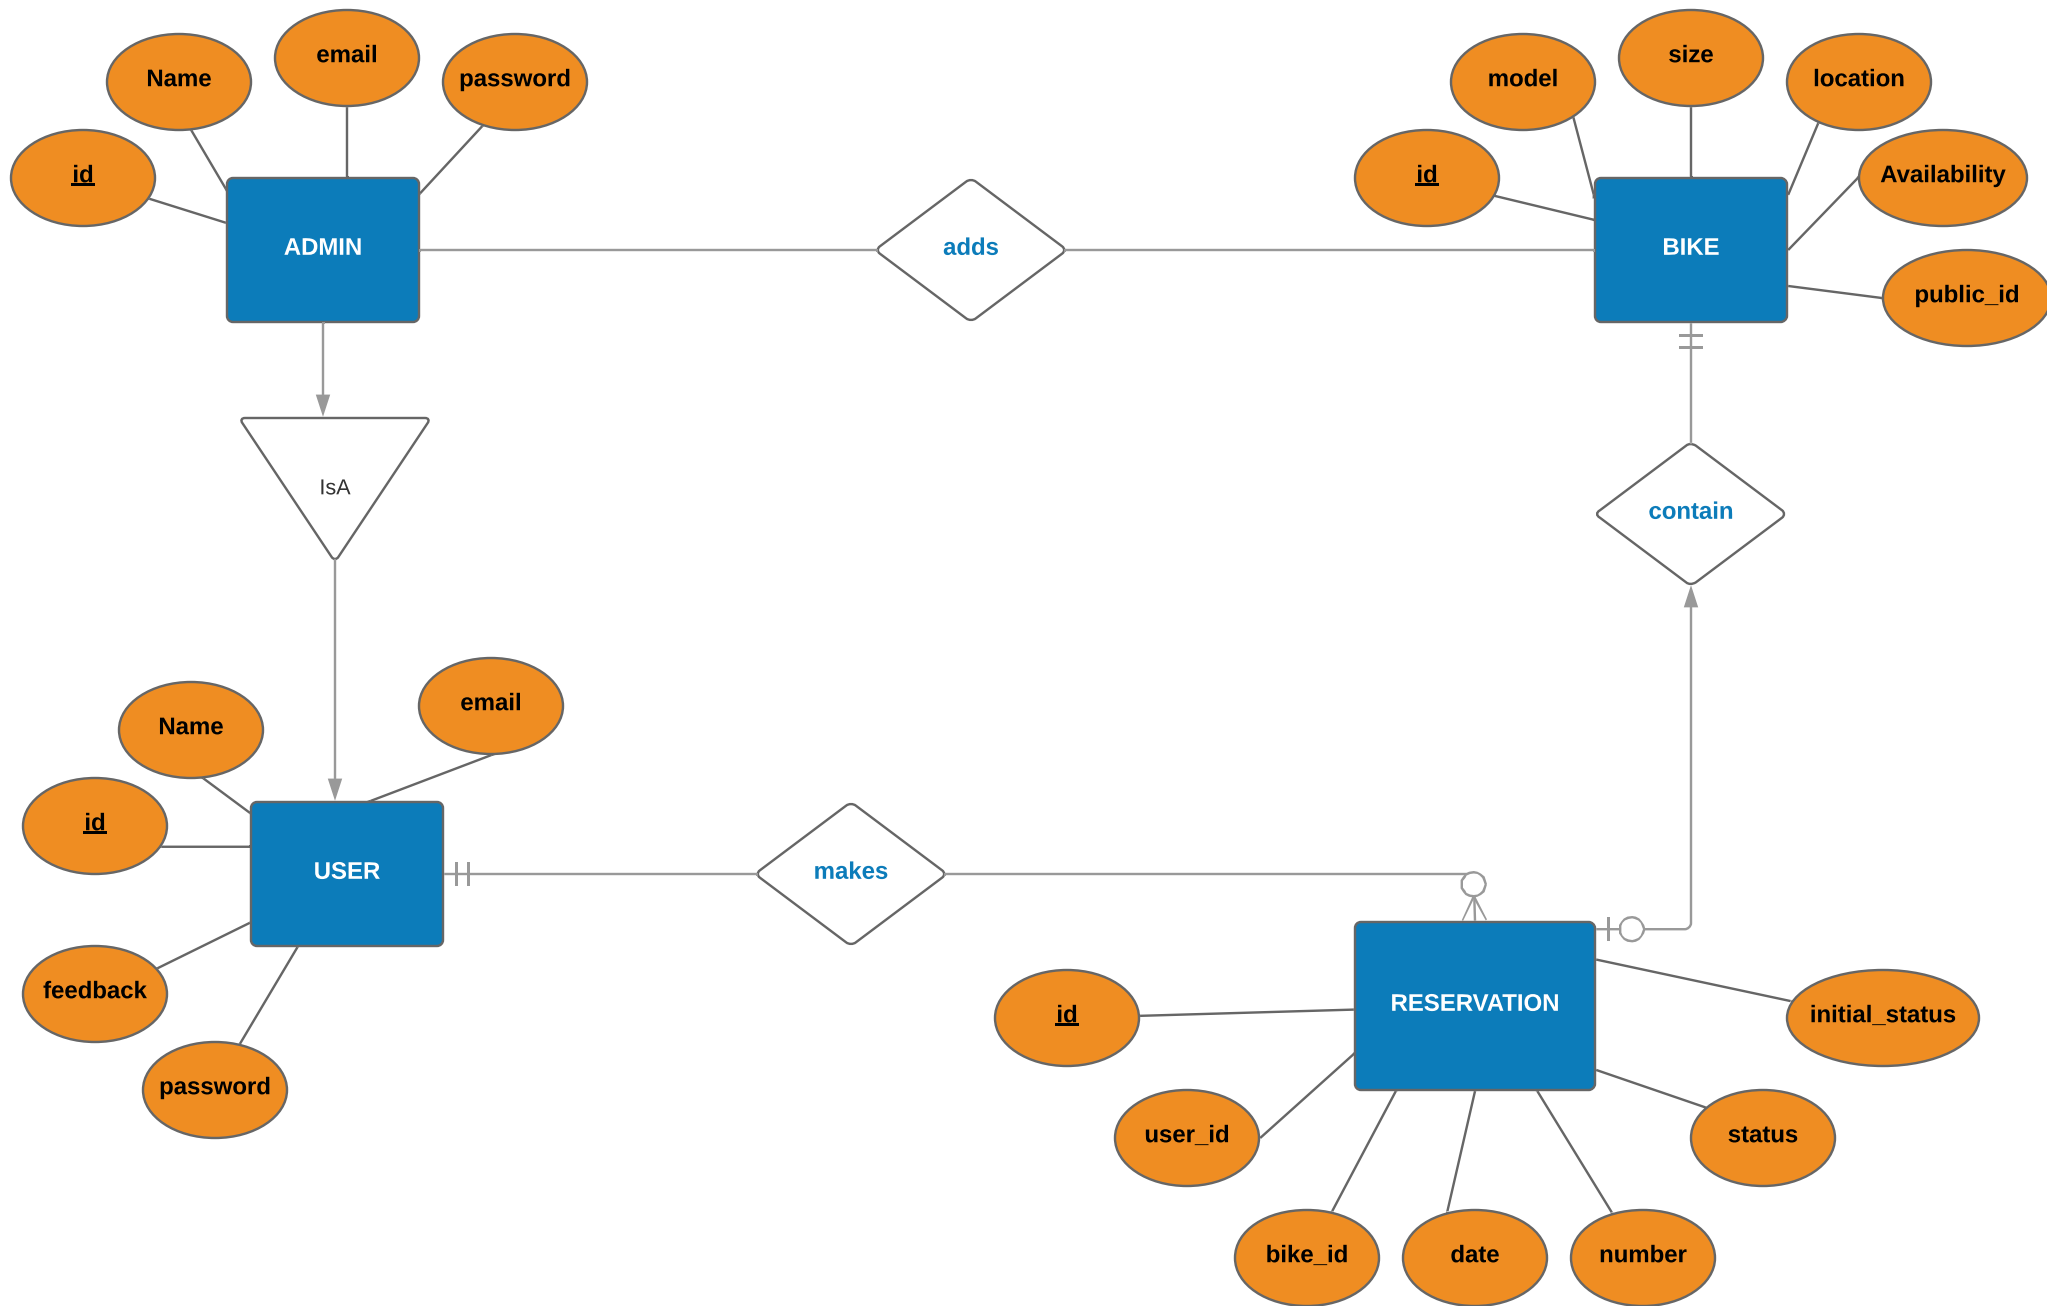 email
size
Name
password
model
location
id
id
Availability
ADMIN
adds
BIKE
public_id
IsA
contain
email
Name
id
USER
makes
feedback
RESERVATION
id
initial_status
password
user_id
status
bike_id
date
number